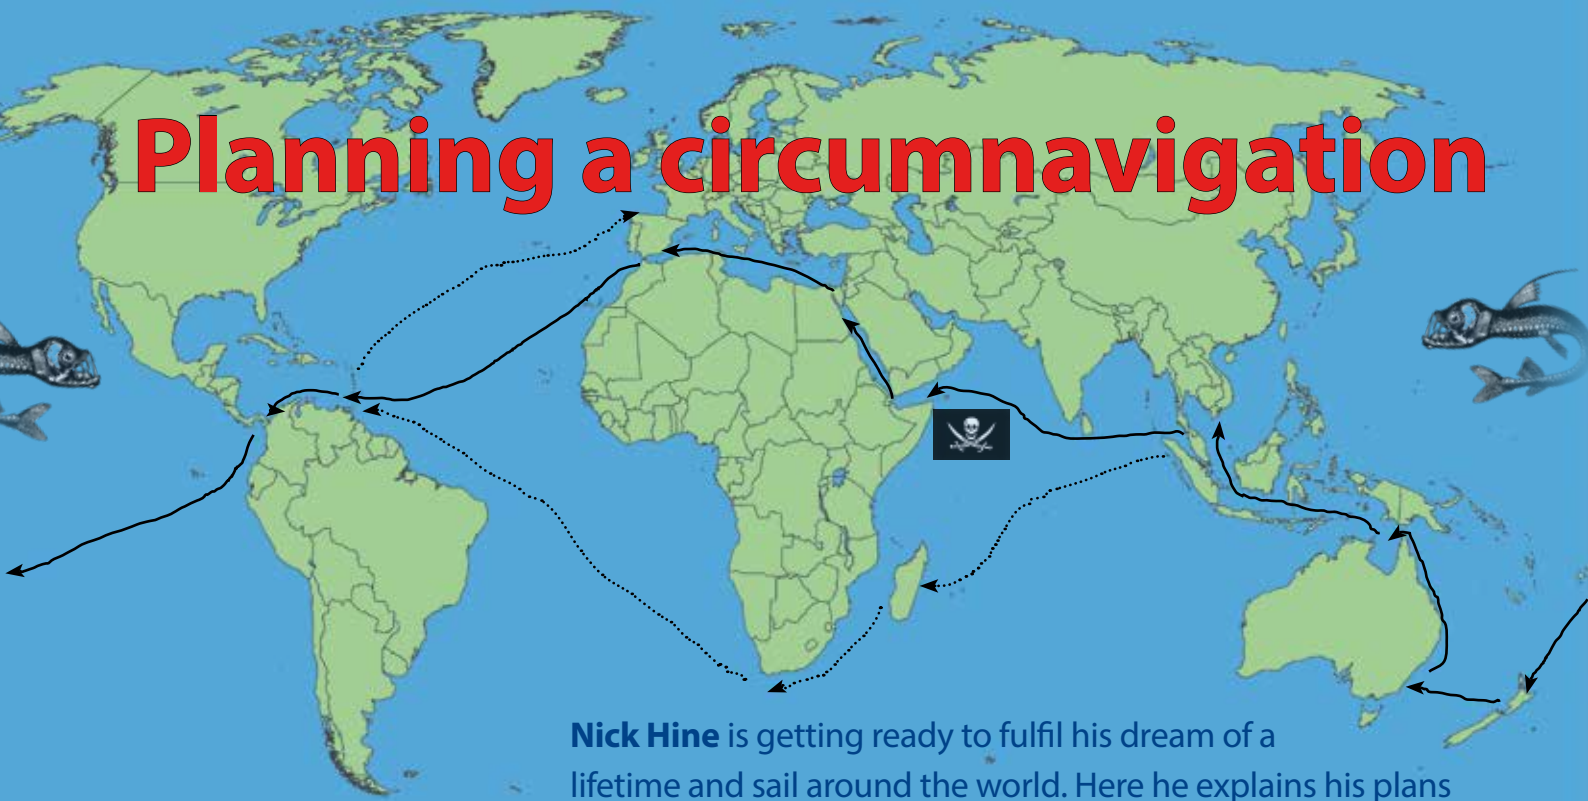 Planning a circumnavigation
Nick Hine is getting ready to fulfil his dream of a
lifetime and sail around the world. Here he explains his plans